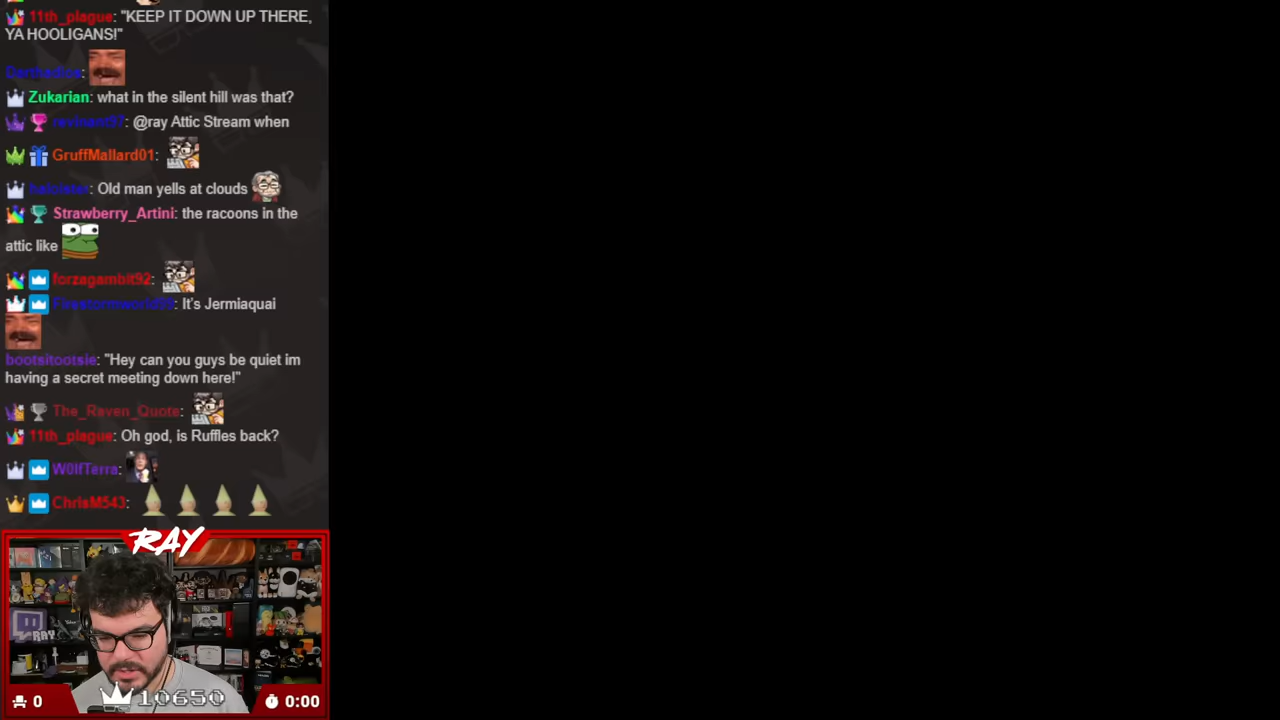 11th_plague: "KEEP IT DOWN UP THERE,
YA HOOLIGANS!"
Zukarian: what in the silent hill was that?
@ray Attic Stream when
GruffMallard01:
Old man yells at clouds
Strawberry_Artini: the racoons in the
attic like
forzagambit92:
It's Jermiaquai
bootsitootsie: "Hey can you guys be quiet im
having a secret meeting down here!"
The_Raven_Quote:
11th_plague: Oh god, is Ruffles back?
W0lfTerra:
ChrisM543:
RAY
RAY
0
10650
0:00